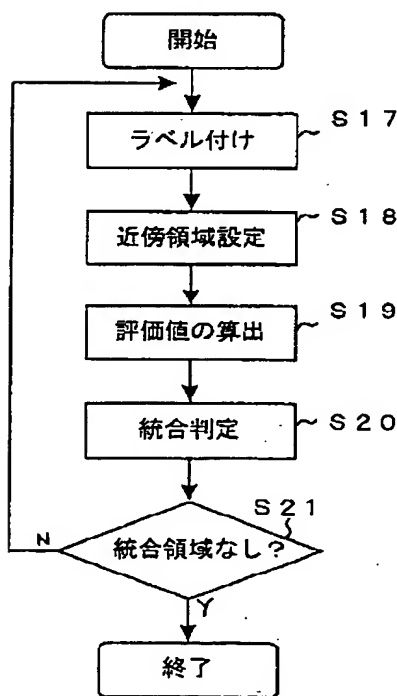 開始
ラベル付け
S17
近傍領域設定
S18
評価値の算出
S19
統合判定
S20
S21
統合領域なし?
N
Y
終了